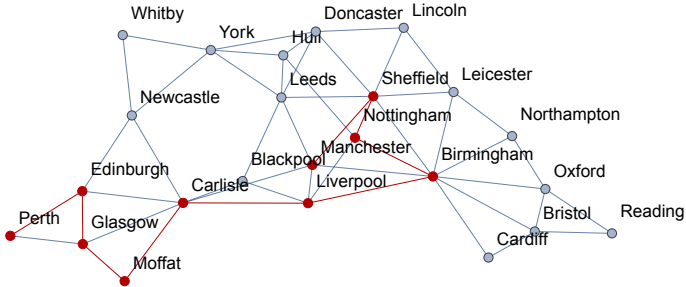 Whitby
Doncaster
Lincoln
York
Hull
Leeds
Sheffield
Leicester
Newcastle
Nottingham
Northampton
Manchester
Blackpool
Birmingham
Edinburgh
Carlisle
Liverpool
Oxford
Perth
Glasgow
Bristol
Reading
Cardiff
Moffat